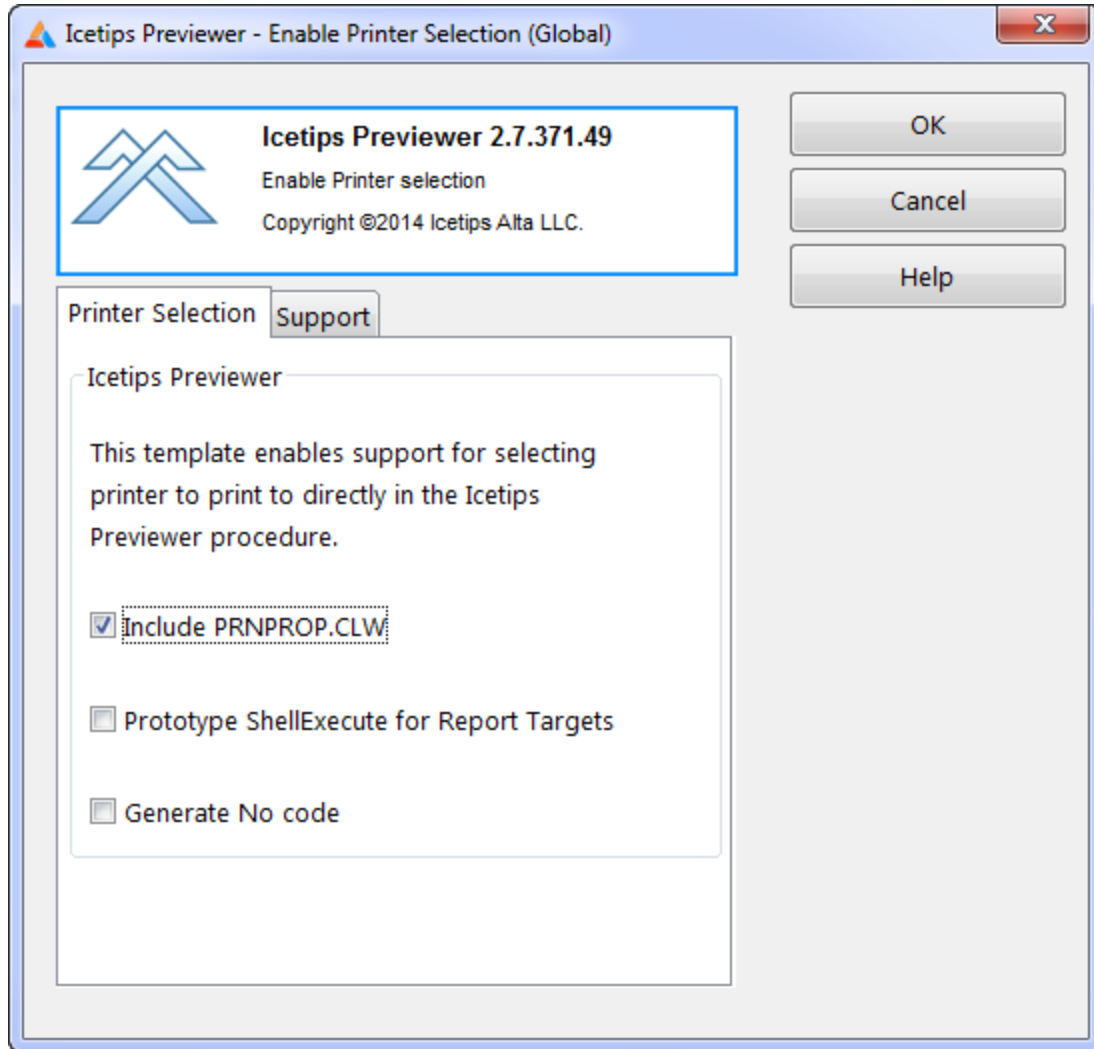 Icetips Previewer - Enable Printer Selection (Global)
x
Icetips Previewer 2.7.371.49
Enable Printer selection
Copyright ©2014 Icetips Alta LLC.
OK
Cancel
Help
Printer Selection
Support
Icetips Previewer
This template enables support for selecting
printer to print to directly in the Icetips
Previewer procedure.
Include PRNPROP.CLW
Prototype ShellExecute for Report Targets
Generate No code